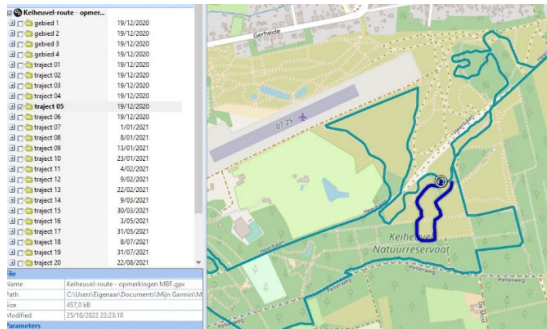 Keiheuvel-route - opmer...
gebied 1 19/12/2020
gebied 2 19/12/2020
gebied 3 19/12/2020
gebied 4 19/12/2020
traject 01 19/12/2020
traject 02 19/12/2020
traject 03 19/12/2020
traject 04 19/12/2020
traject 05 19/12/2020
traject 06 19/12/2020
traject 07 1/01/2021
traject 08 8/01/2021
traject 09 13/01/2021
traject 10 23/01/2021
traject 11 4/02/2021
traject 12 9/02/2021
traject 13 22/02/2021
traject 14 9/03/2021
traject 15 30/03/2021
traject 16 3/05/2021
traject 17 31/05/2021
traject 18 8/07/2021
traject 19 31/07/2021
traject 20 22/08/2021
File
Name Keiheuvel-route - opmerkingen MBF.gpx
Path C:\Users\Eigenaar\Documents\Mijn Garmin\M
Size 457,0 kB
Modified 25/10/2022 22:23:10
Parameters
Gerheide
07-25
Heerbaan
Heerbaan
Keiheuvel
Natuurreservaat
Heerbaan
Pastorweg